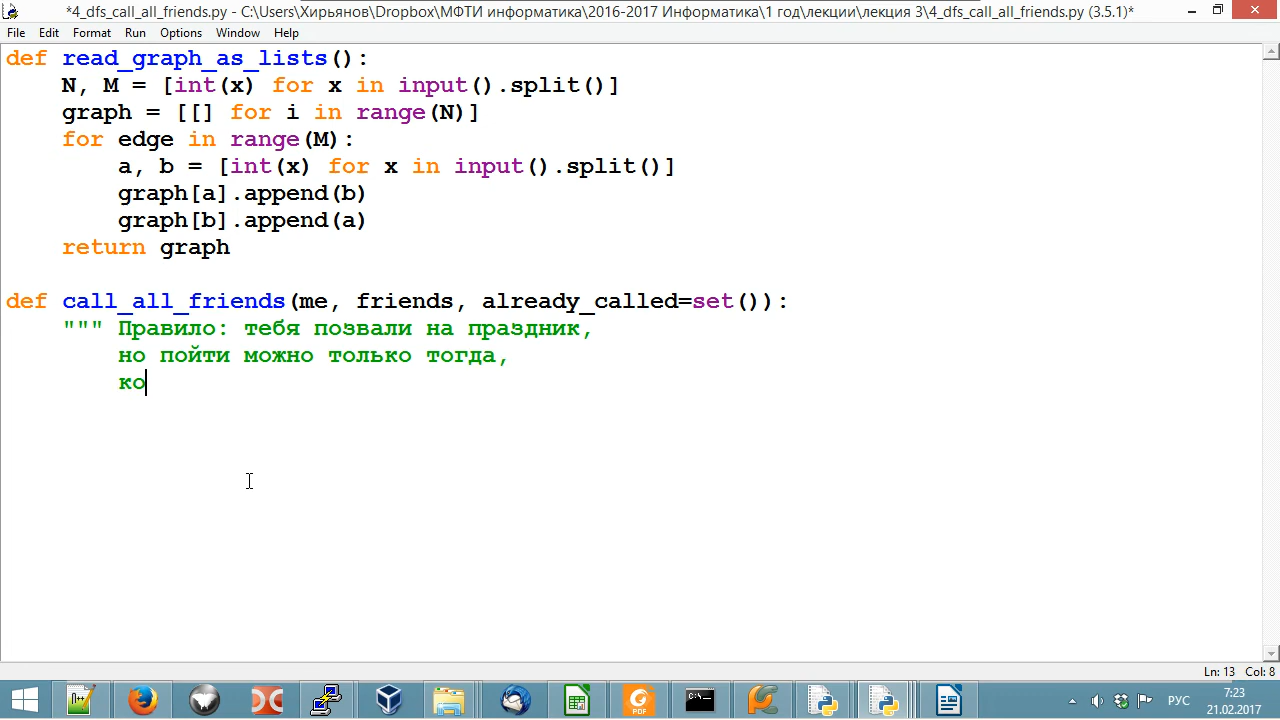 *4_dfs_call_all_friends.py - C:\Users\Хирьянов\Dropbox\МФТИ информатика\2016-2017 Информатика\1 год\лекции\лекция 3\4_dfs_call_all_friends.py (3.5.1)*
File Edit Format Run Options Window Help
def read_graph_as_lists():
    N, M = [int(x) for x in input().split()]
    graph = [[] for i in range(N)]
    for edge in range(M):
        a, b = [int(x) for x in input().split()]
        graph[a].append(b)
        graph[b].append(a)
    return graph
def call_all_friends(me, friends, already_called=set()):
    """ Правило: тебя позвали на праздник,
        но пойти можно только тогда,
        ко
Ln: 13 Col: 8
РУС
7:23
21.02.2017